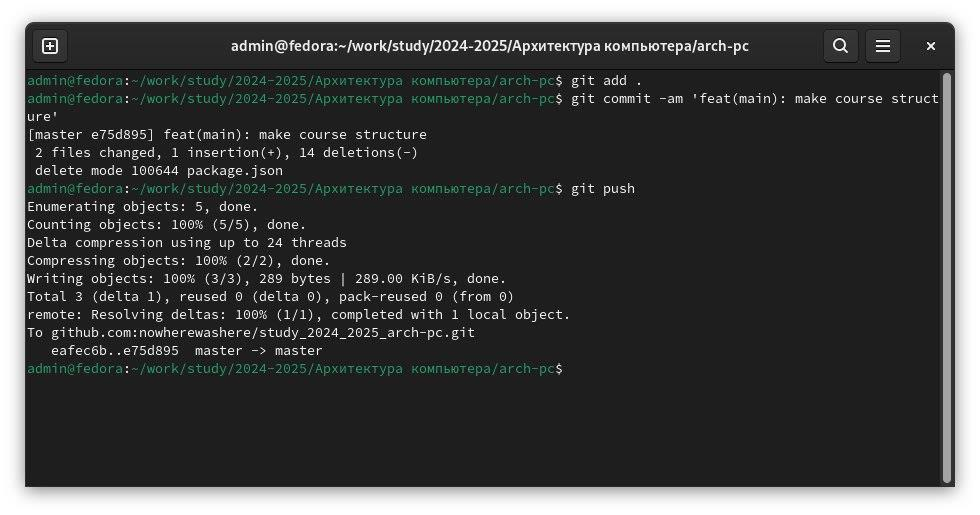 admin@fedora:~/work/study/2024-2025/Архитектура компьютера/arch-pc
admin@fedora:~/work/study/2024-2025/Архитектура компьютера/arch-pc$ git add .
admin@fedora:~/work/study/2024-2025/Архитектура компьютера/arch-pc$ git commit -am 'feat(main): make course struct
ure'
[master e75d895] feat(main): make course structure
 2 files changed, 1 insertion(+), 14 deletions(-)
 delete mode 100644 package.json
admin@fedora:~/work/study/2024-2025/Архитектура компьютера/arch-pc$ git push
Enumerating objects: 5, done.
Counting objects: 100% (5/5), done.
Delta compression using up to 24 threads
Compressing objects: 100% (2/2), done.
Writing objects: 100% (3/3), 289 bytes | 289.00 KiB/s, done.
Total 3 (delta 1), reused 0 (delta 0), pack-reused 0 (from 0)
remote: Resolving deltas: 100% (1/1), completed with 1 local object.
To github.com:nowherewashere/study_2024_2025_arch-pc.git
   eafec6b..e75d895  master -> master
admin@fedora:~/work/study/2024-2025/Архитектура компьютера/arch-pc$